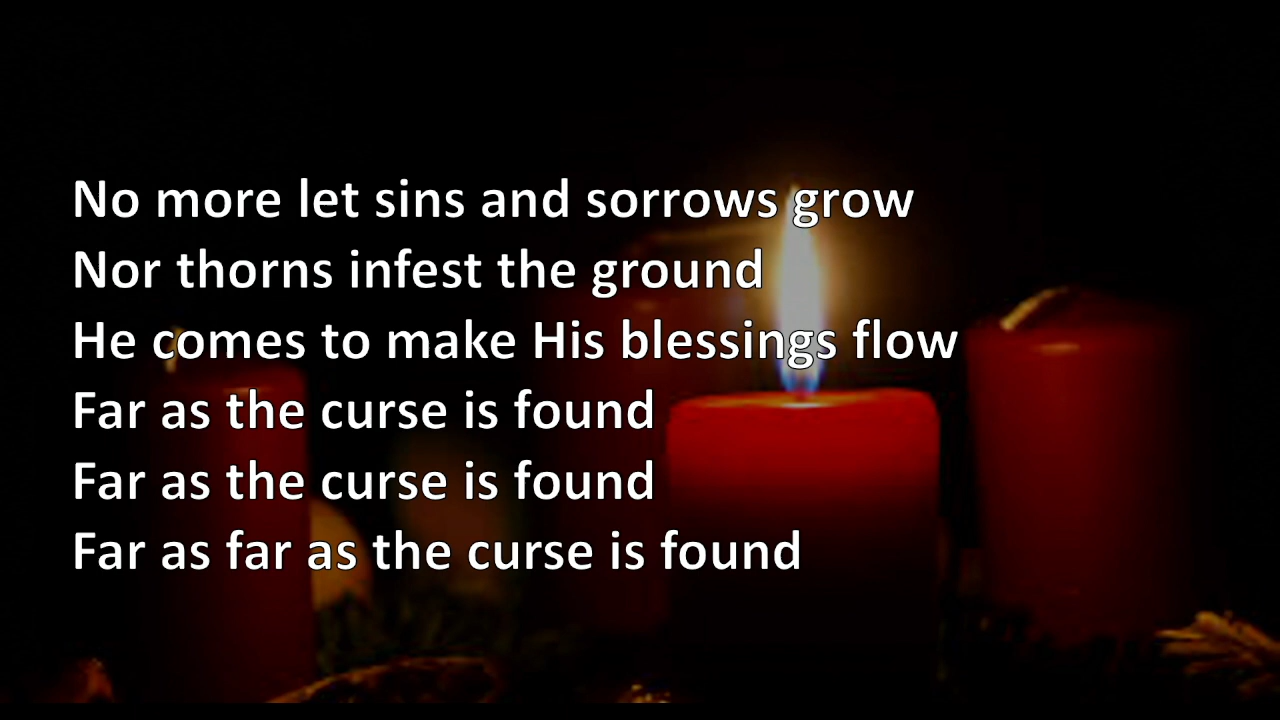 No more let sins and sorrows grow
Nor thorns infest the ground
He comes to make His blessings flow
Far as the curse is found
Far as the curse is found
Far as far as the curse is found